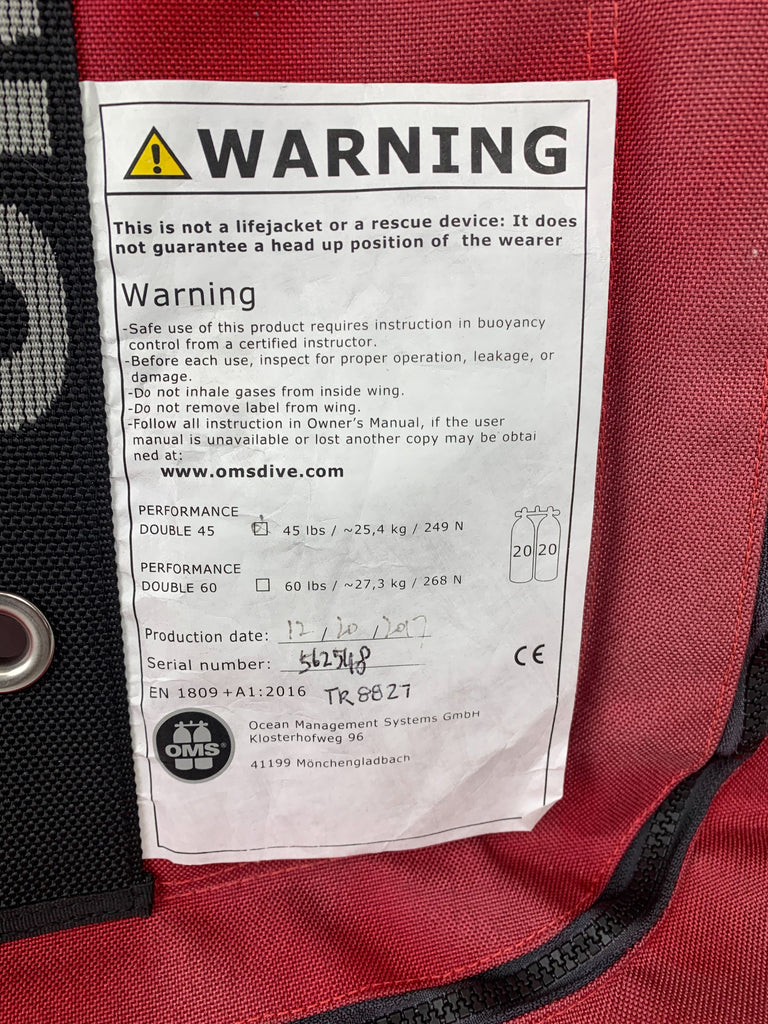 WARNING
This is not a lifejacket or a rescue device: It does
not guarantee a head up position of the wearer
Warning
-Safe use of this product requires instruction in buoyancy
control from a certified instructor.
-Before each use, inspect for proper operation, leakage, or
damage.
-Do not inhale gases from inside wing.
-Do not remove label from wing.
-Follow all instruction in Owner's Manual, if the user
manual is unavailable or lost another copy may be obtai
ned at:
www.omsdive.com
PERFORMANCE
DOUBLE 45 45 lbs / ~25,4 kg / 249 N
20 20
PERFORMANCE
DOUBLE 60 60 lbs / ~27,3 kg / 268 N
Production date: 12 / 20 / 2017
Serial number: 562548
CE
EN 1809 +A1:2016 TR8827
OMS®
Ocean Management Systems GmbH
Klosterhofweg 96
41199 Mönchengladbach